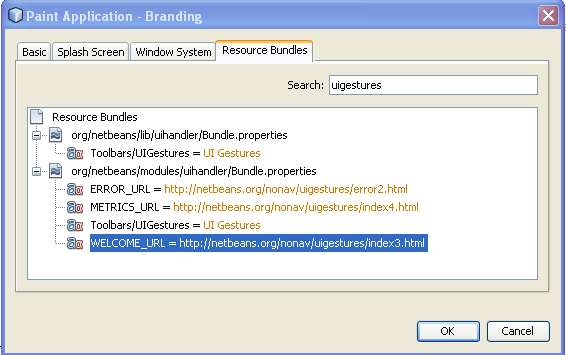 Paint Application - Branding
Basic Splash Screen Window System Resource Bundles
Search: uigestures
Resource Bundles
org/netbeans/lib/uihandler/Bundle.properties
Toolbars/UIGestures = UI Gestures
org/netbeans/modules/uihandler/Bundle.properties
ERROR_URL = http://netbeans.org/nonav/uigestures/error2.html
METRICS_URL = http://netbeans.org/nonav/uigestures/index4.html
Toolbars/UIGestures = UI Gestures
WELCOME_URL = http://netbeans.org/nonav/uigestures/index3.html
OK Cancel